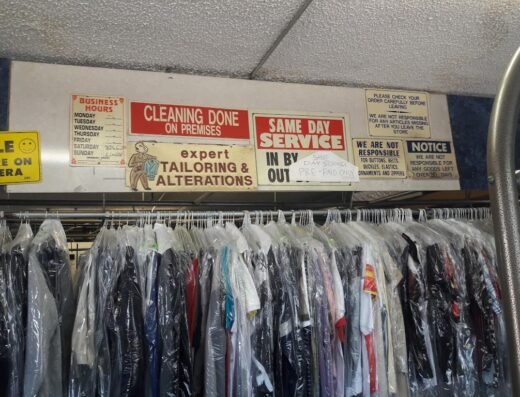 LE
RE ON
ERA
BUSINESS
HOURS
MONDAY
TUESDAY
WEDNESDAY
THURSDAY
FRIDAY
SATURDAY
SUNDAY
CLEANING DONE
ON PREMISES
expert
TAILORING &
ALTERATIONS
SAME DAY
SERVICE
IN BY
OUT
PRE-PAID ONLY
PLEASE CHECK YOUR
ORDER CAREFULLY BEFORE
LEAVING
WE ARE NOT RESPONSIBLE
FOR ANY ARTICLES MISSING
AFTER YOU LEAVE
THE STORE
WE ARE NOT
RESPONSIBLE
FOR BUTTONS, BELTS
BUCKLES, ELASTICS,
ORNAMENTS AND ZIPPERS
NOTICE
WE ARE NOT
RESPONSIBLE FOR
ANY GOODS LEFT
OVER 30 DAYS